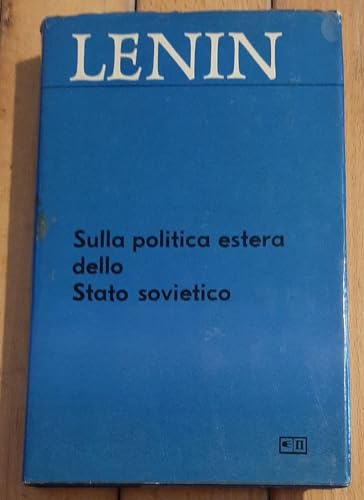 LENIN
Sulla politica estera
dello
Stato sovietico